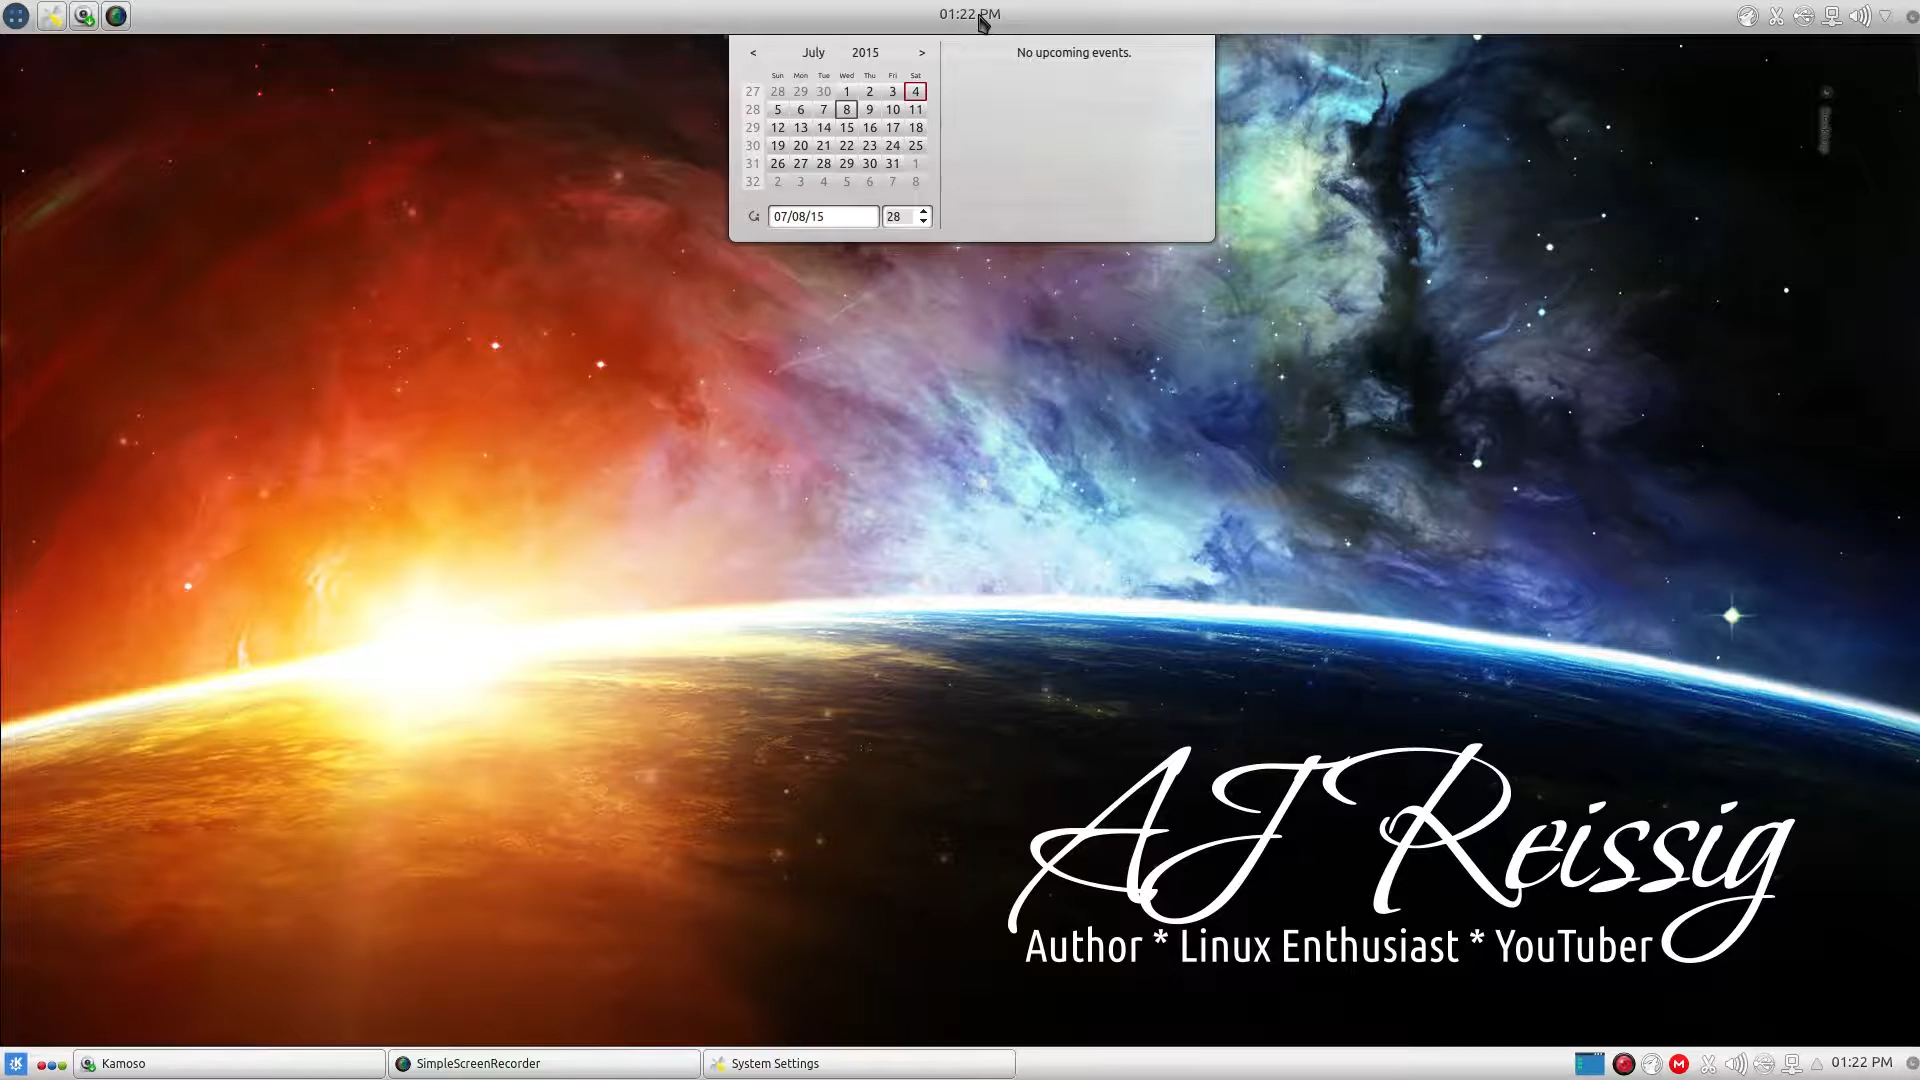 01:22 PM
< July 2015 >
No upcoming events.
Sun Mon Tue Wed Thu Fri Sat
27 28 29 30 1 2 3 4
28 5 6 7 8 9 10 11
29 12 13 14 15 16 17 18
30 19 20 21 22 23 24 25
31 26 27 28 29 30 31 1
32 2 3 4 5 6 7 8
07/08/15 28
AJ Reissig
Author * Linux Enthusiast * YouTuber
Kamoso
SimpleScreenRecorder
System Settings
01:22 PM